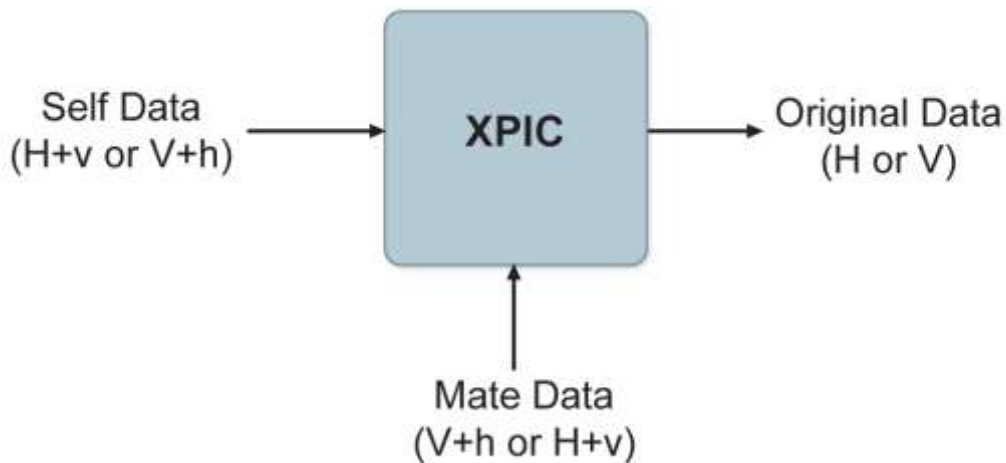 Self Data
(H+v or V+h)
XPIC
Original Data
(H or V)
Mate Data
(V+h or H+v)